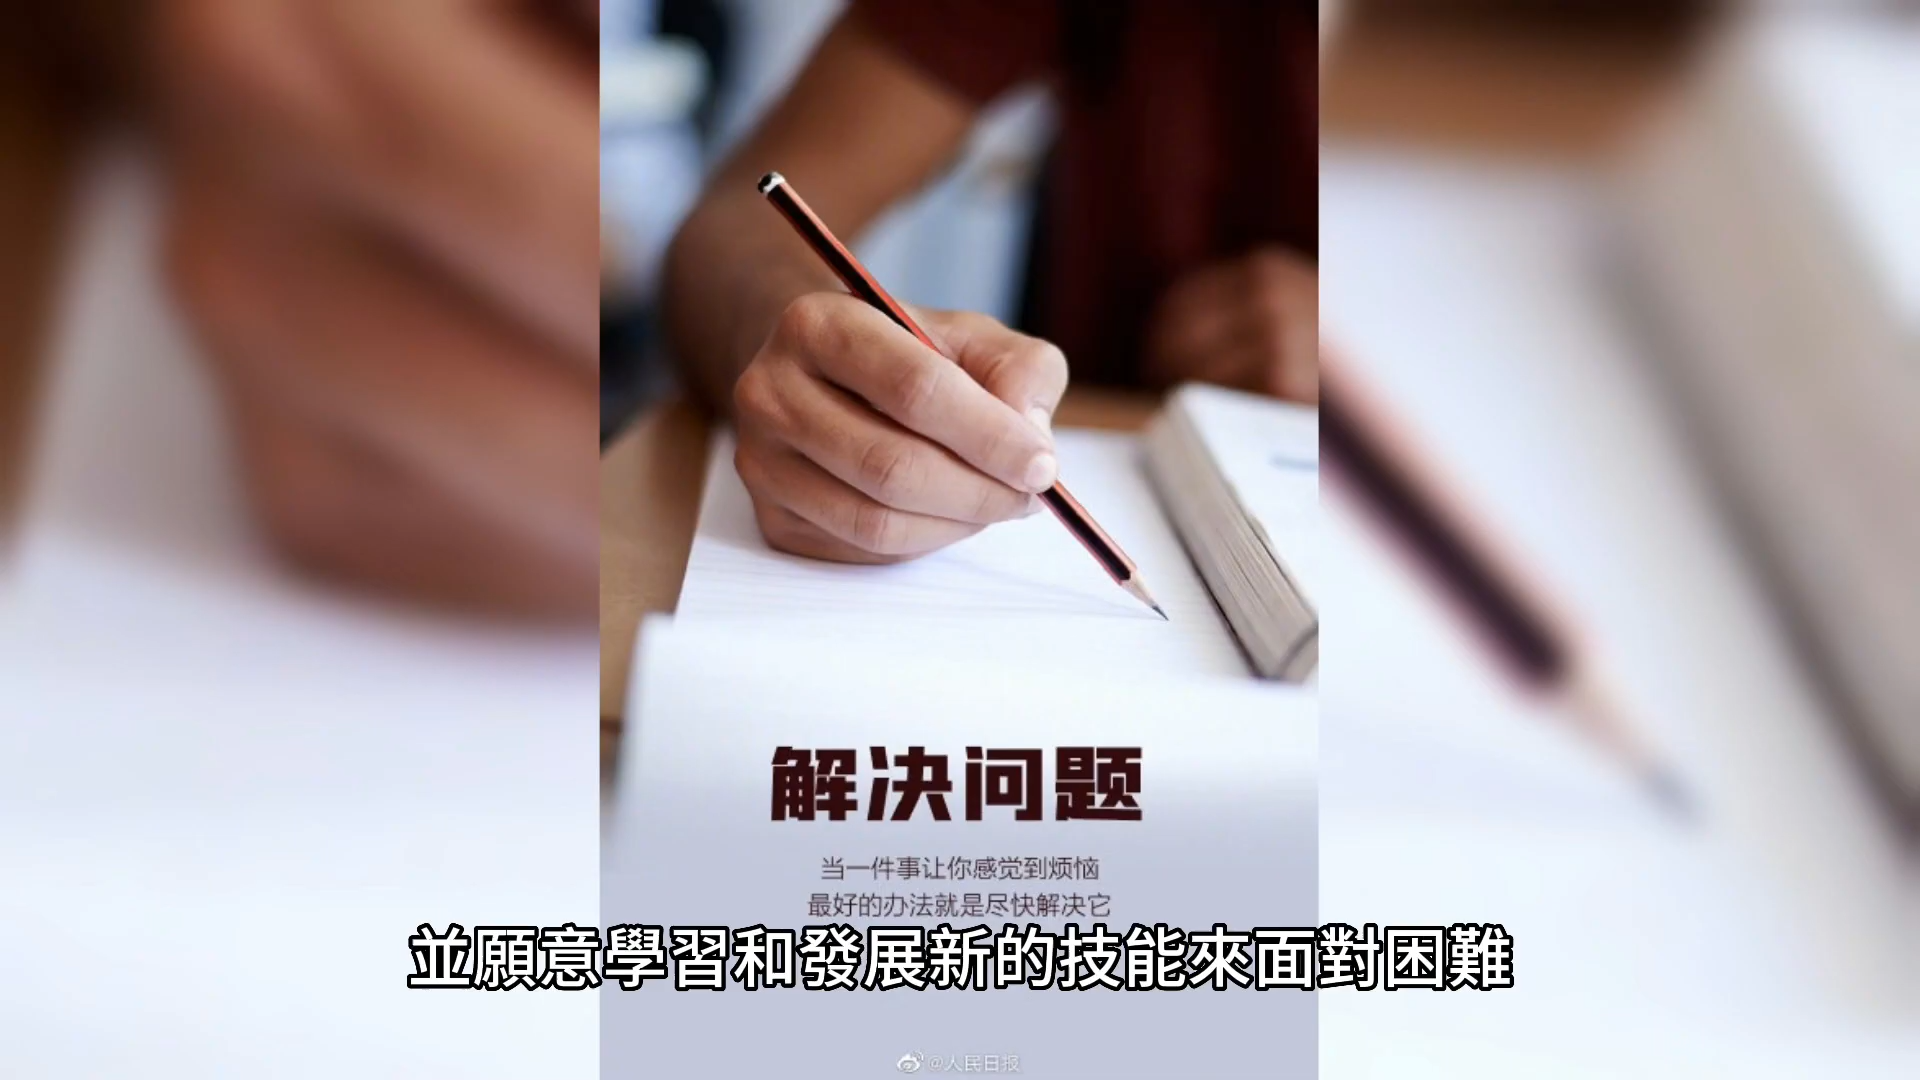 解决问题
当一件事让你感觉到烦恼
最好的办法就是尽快解决它
並願意學習和發展新的技能來面對困難
@人民日报